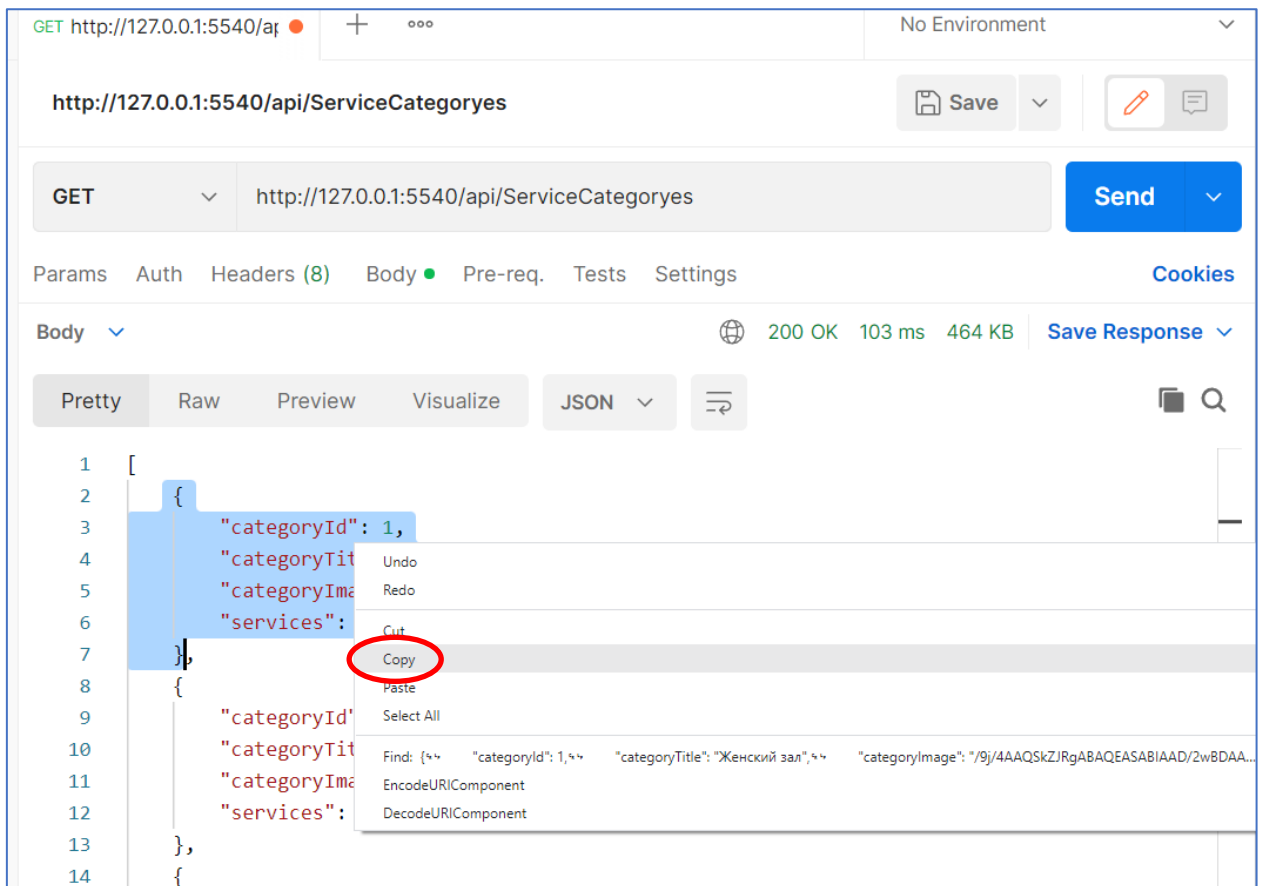 GET http://127.0.0.1:5540/ap
No Environment
http://127.0.0.1:5540/api/ServiceCategoryes
Save
GET http://127.0.0.1:5540/api/ServiceCategoryes Send
Params Auth Headers (8) Body Pre-req. Tests Settings Cookies
Body 200 OK 103 ms 464 KB Save Response
Pretty Raw Preview Visualize JSON
1 [
2 {
3 "categoryId": 1,
4 "categoryTit
5 "categoryIma
6 "services":
7 },
8 {
9 "categoryId"
10 "categoryTit
11 "categoryIma
12 "services":
13 },
14 {
Undo
Redo
Cut
Copy
Paste
Select All
Find: {↵↵ "categoryId": 1,↵↵ "categoryTitle": "Женский зал",↵↵ "categoryImage": "/9j/4AAQSkZJRgABAQEASABIAAD/2wBDAA...
EncodeURIComponent
DecodeURIComponent